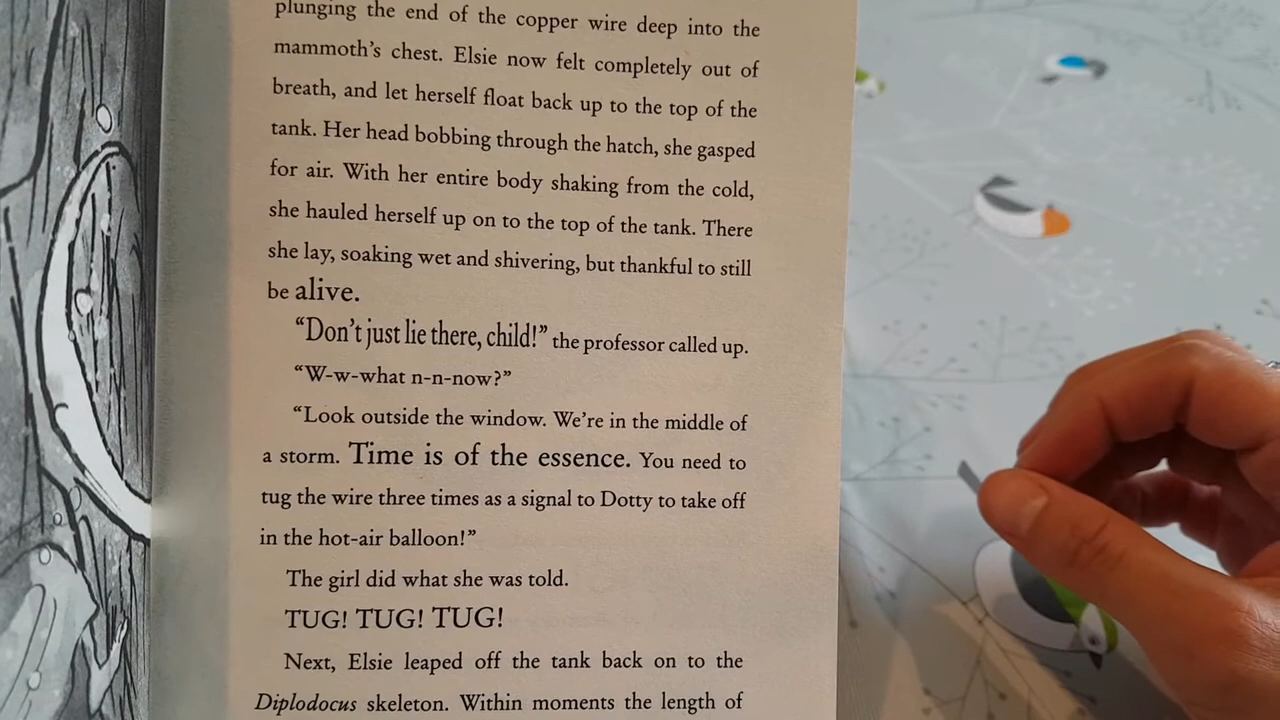 plunging the end of the copper wire deep into the
mammoth's chest. Elsie now felt completely out of
breath, and let herself float back up to the top of the
tank. Her head bobbing through the hatch, she gasped
for air. With her entire body shaking from the cold,
she hauled herself up on to the top of the tank. There
she lay, soaking wet and shivering, but thankful to still
be alive.
“Don't just lie there, child!” the professor called up.
“W-w-what n-n-now?”
“Look outside the window. We're in the middle of
a storm. Time is of the essence. You need to
tug the wire three times as a signal to Dotty to take off
in the hot-air balloon!”
The girl did what she was told.
TUG! TUG! TUG!
Next, Elsie leaped off the tank back on to the
Diplodocus skeleton. Within moments the length of